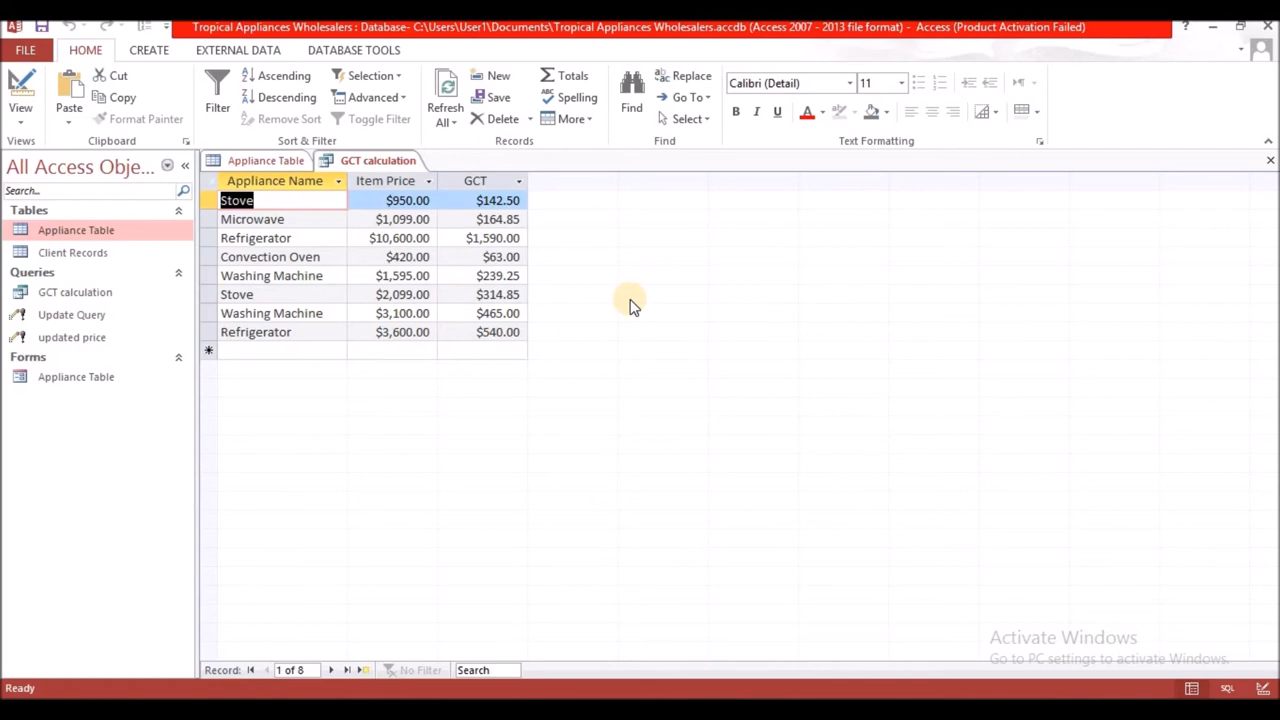 Tropical Appliances Wholesalers : Database- C:\Users\User1\Documents\Tropical Appliances Wholesalers.accdb (Access 2007 - 2013 file format) - Access (Product Activation Failed)
FILE HOME CREATE EXTERNAL DATA DATABASE TOOLS
View
Paste
Cut
Copy
Format Painter
Filter
Ascending
Descending
Remove Sort
Selection
Advanced
Toggle Filter
Refresh
All
New
Save
Delete
Totals
Spelling
More
Find
Replace
Go To
Select
Calibri (Detail) 11
B I U A
Views Clipboard Sort & Filter Records Find Text Formatting
All Access Obje...
Search...
Tables
Appliance Table
Client Records
Queries
GCT calculation
Update Query
updated price
Forms
Appliance Table
Appliance Table GCT calculation
Appliance Name Item Price GCT
Stove $950.00 $142.50
Microwave $1,099.00 $164.85
Refrigerator $10,600.00 $1,590.00
Convection Oven $420.00 $63.00
Washing Machine $1,595.00 $239.25
Stove $2,099.00 $314.85
Washing Machine $3,100.00 $465.00
Refrigerator $3,600.00 $540.00
Activate Windows
Go to PC settings to activate Windows.
Record: 1 of 8 No Filter Search
Ready SQL